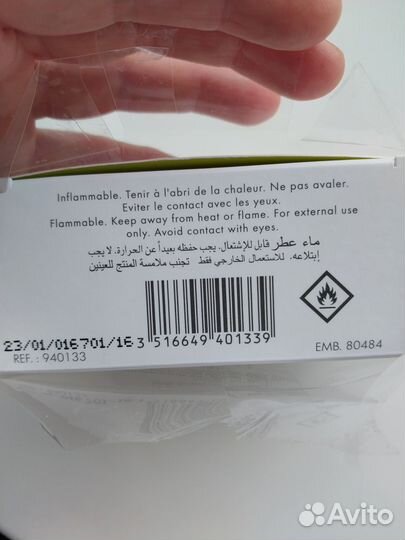 Inflammable. Tenir à l'abri de la chaleur. Ne pas avaler.
Eviter le contact avec les yeux.
Flammable. Keep away from heat or flame. For external use
only. Avoid contact with eyes.
ماء عطر قابل للإشتعال. يجب حفظه بعيداً عن الحرارة. لا يجب
إبتلاعه. للاستعمال الخارجي فقط تجنب ملامسة المنتج للعينين
23/01/016701/16
3 516649 401339
REF. : 940133
EMB. 80484
Avito